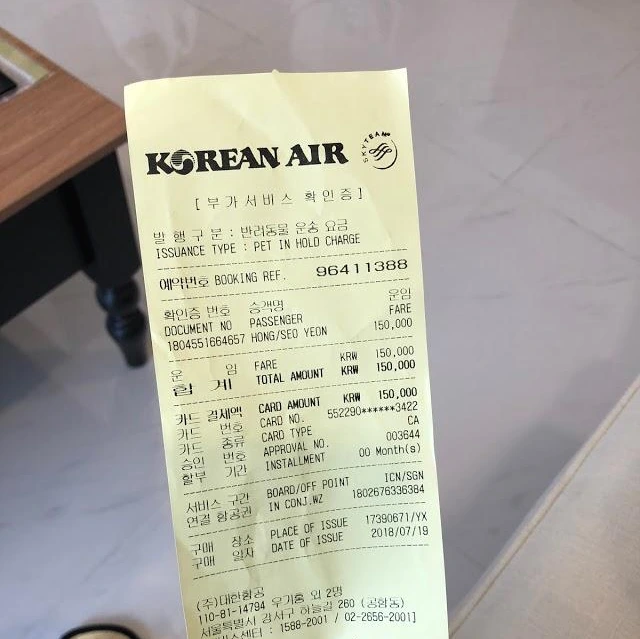 KOREAN AIR SKYTEAM
[ 부 가 서 비 스 확 인 증 ]
발 행 구 분 : 반려동물 운송 요금
ISSUANCE TYPE : PET IN HOLD CHARGE
예약번호 BOOKING REF. 96411388
확인증 번호 승객명 운임
DOCUMENT NO PASSENGER FARE
1804551664657 HONG/SEO YEON 150,000
운 임 FARE KRW 150,000
합 계 TOTAL AMOUNT KRW 150,000
카드 결제액 CARD AMOUNT KRW 150,000
카드 번호 CARD NO. 552290******3422
카드 종류 CARD TYPE CA
승인 번호 APPROVAL NO. 003644
할부 기간 INSTALLMENT 00 Month(s)
서비스 구간 BOARD/OFF POINT ICN/SGN
연결 항공권 IN CONJ.WZ 1802676336384
구매 장소 PLACE OF ISSUE 17390671/YX
구매 일자 DATE OF ISSUE 2018/07/19
(주)대한항공 우기홍 외 2명
110-81-14794
서울특별시 강서구 하늘길 260 (공항동)
센터 : 1588-2001 / 02-2656-2001]